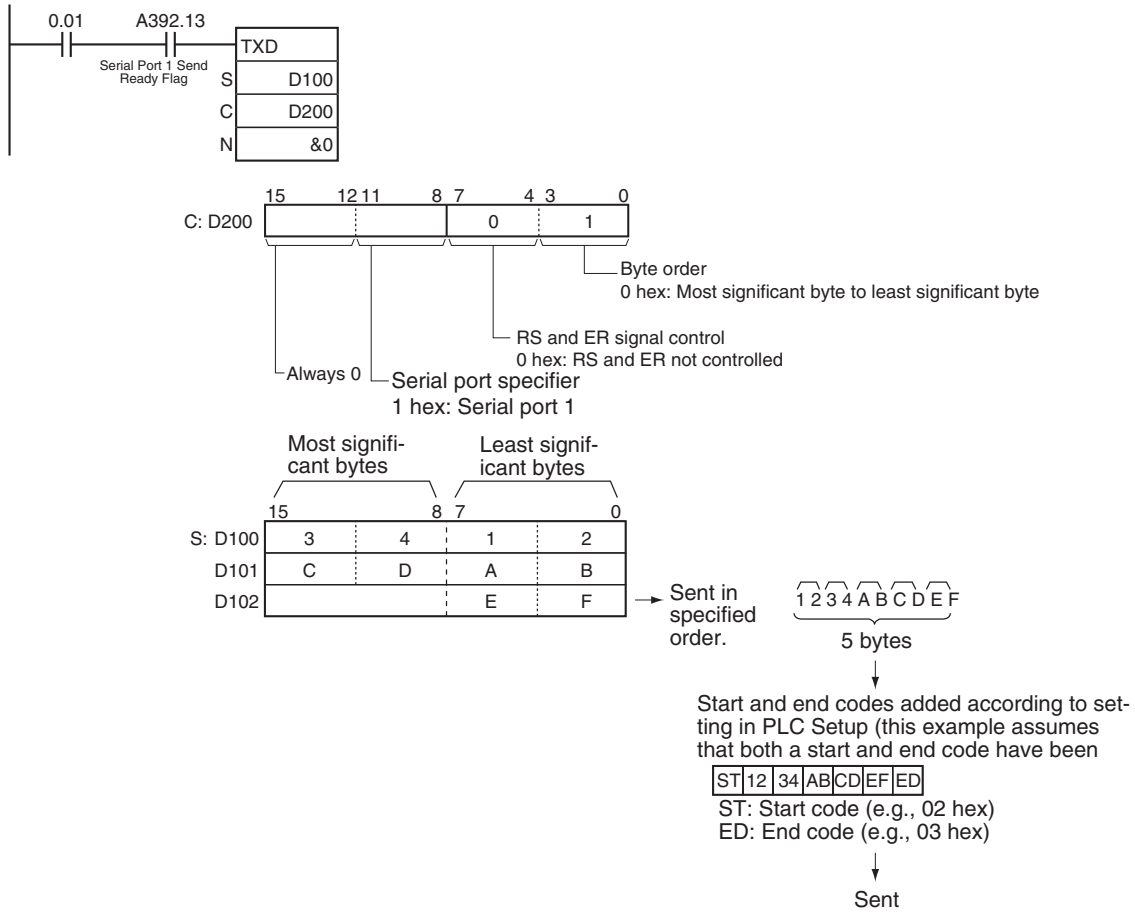 0.01 A392.13
Serial Port 1 Send
Ready Flag
TXD
S D100
C D200
N &0
15 12 11 8 7 4 3 0
C: D200 0 1
Byte order
0 hex: Most significant byte to least significant byte
RS and ER signal control
0 hex: RS and ER not controlled
Always 0
Serial port specifier
1 hex: Serial port 1
Most signifi-
cant bytes
Least signif-
icant bytes
15 8 7 0
S: D100 3 4 1 2
D101 C D A B
D102 E F
Sent in
specified
order.
1 2 3 4 A B C D E F
5 bytes
Start and end codes added according to set-
ting in PLC Setup (this example assumes
that both a start and end code have been
ST 12 34 AB CD EF ED
ST: Start code (e.g., 02 hex)
ED: End code (e.g., 03 hex)
Sent